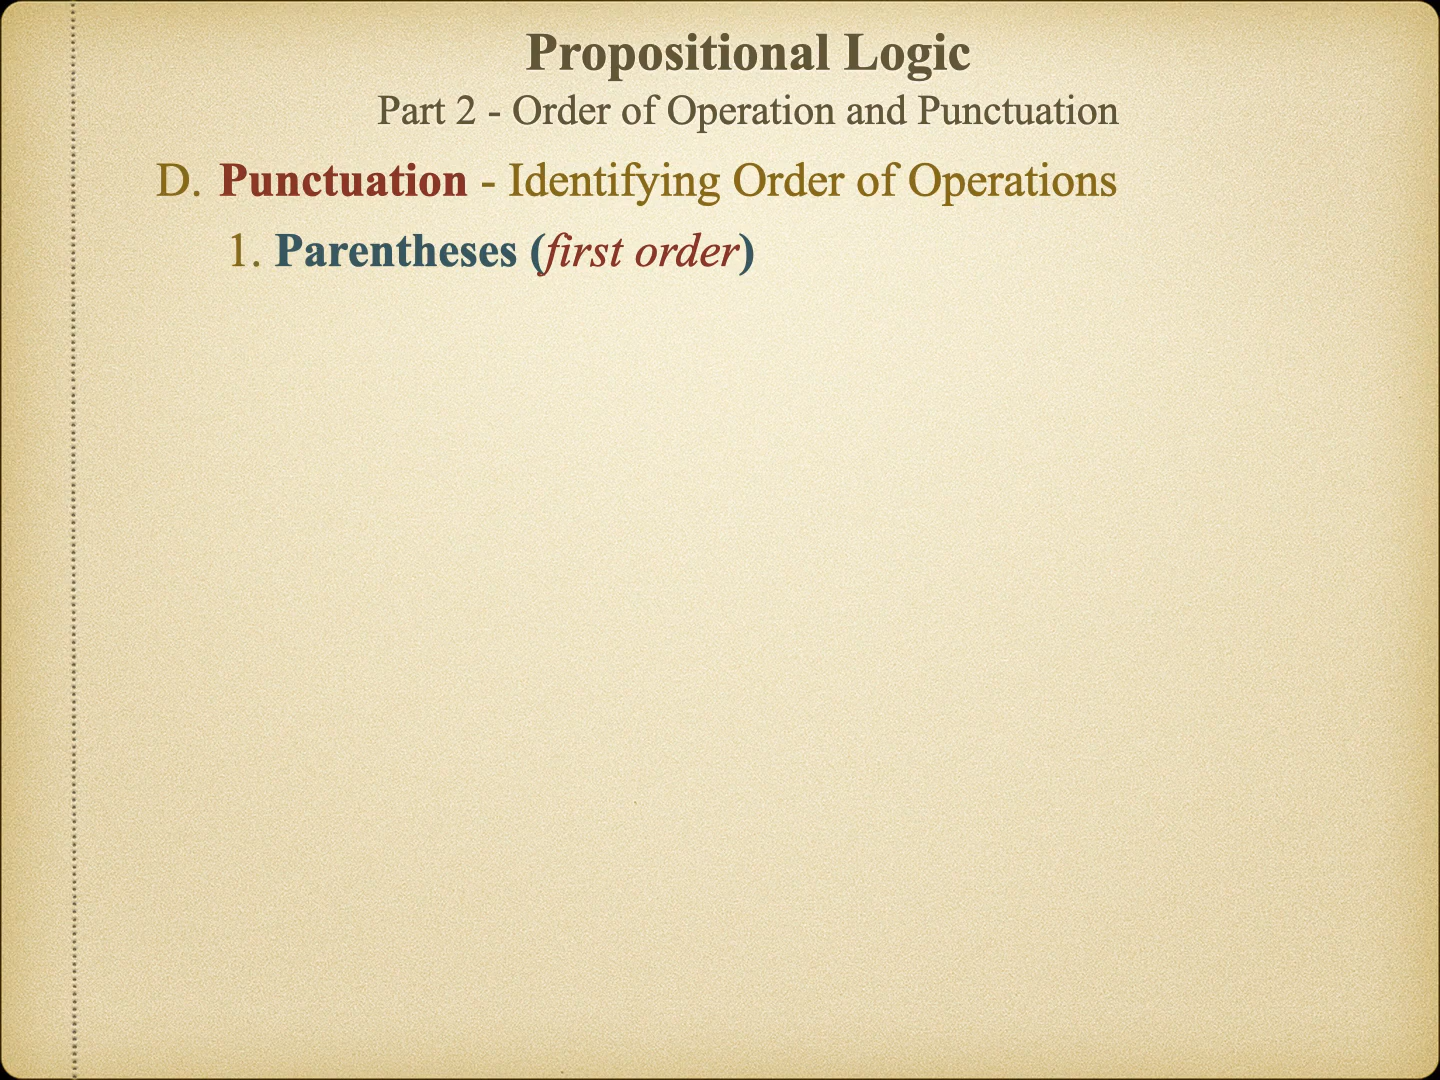 Propositional Logic
Part 2 - Order of Operation and Punctuation
D. Punctuation - Identifying Order of Operations
1. Parentheses (first order)